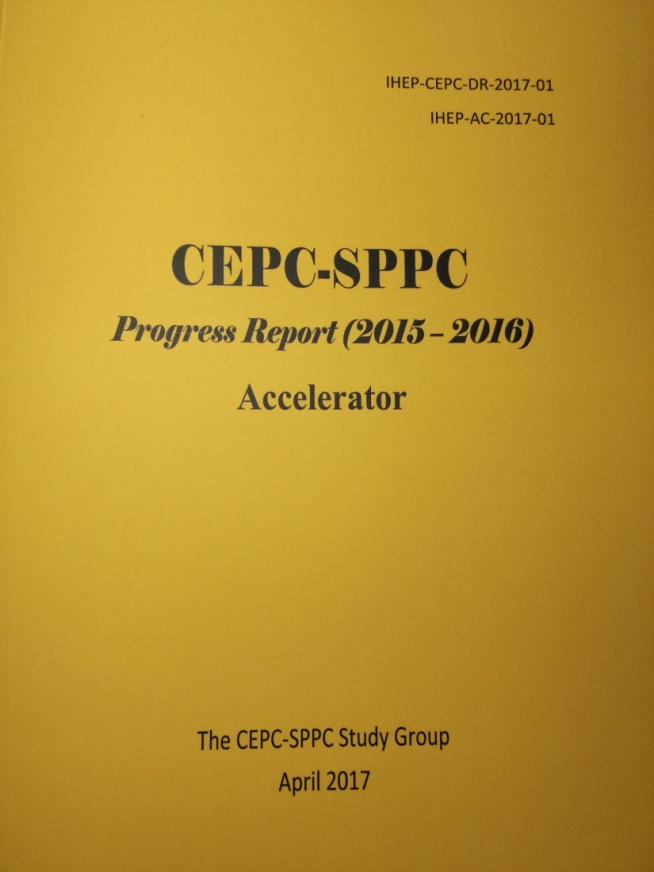 IHEP-CEPC-DR-2017-01
IHEP-AC-2017-01
CEPC-SPPC
Progress Report (2015 – 2016)
Accelerator
The CEPC-SPPC Study Group
April 2017